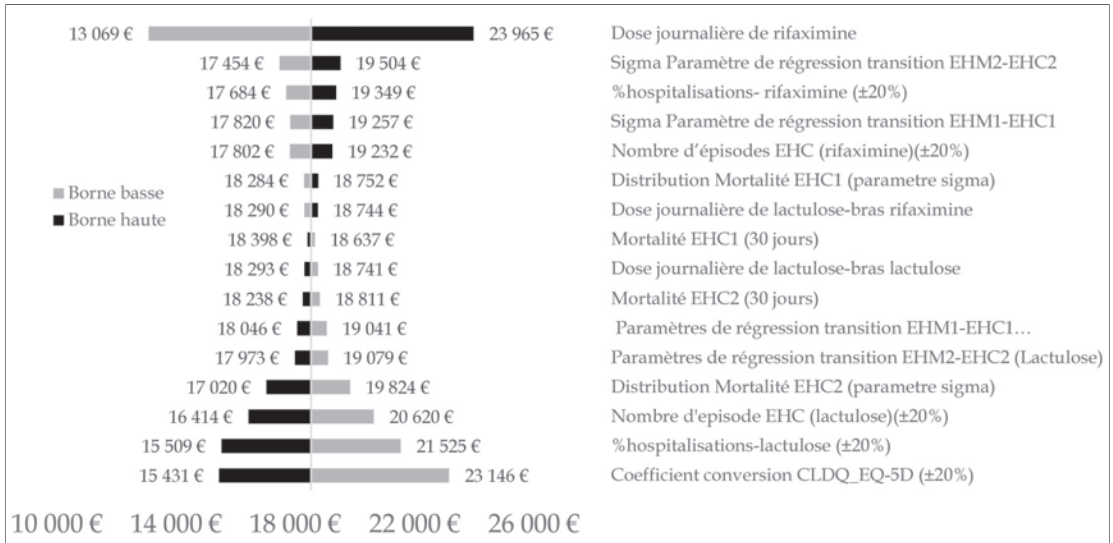 13 069 € 23 965 € Dose journalière de rifaximine
17 454 € 19 504 € Sigma Paramètre de régression transition EHM2-EHC2
17 684 € 19 349 € %hospitalisations- rifaximine (±20%)
17 820 € 19 257 € Sigma Paramètre de régression transition EHM1-EHC1
17 802 € 19 232 € Nombre d’épisodes EHC (rifaximine)(±20%)
18 284 € 18 752 € Distribution Mortalité EHC1 (parametre sigma)
Borne basse
18 290 € 18 744 € Dose journalière de lactulose-bras rifaximine
Borne haute
18 398 € 18 637 € Mortalité EHC1 (30 jours)
18 293 € 18 741 € Dose journalière de lactulose-bras lactulose
18 238 € 18 811 € Mortalité EHC2 (30 jours)
18 046 € 19 041 € Paramètres de régression transition EHM1-EHC1…
17 973 € 19 079 € Paramètres de régression transition EHM2-EHC2 (Lactulose)
17 020 € 19 824 € Distribution Mortalité EHC2 (parametre sigma)
16 414 € 20 620 € Nombre d'episode EHC (lactulose)(±20%)
15 509 € 21 525 € %hospitalisations-lactulose (±20%)
15 431 € 23 146 € Coefficient conversion CLDQ_EQ-5D (±20%)
10 000 € 14 000 € 18 000 € 22 000 € 26 000 €